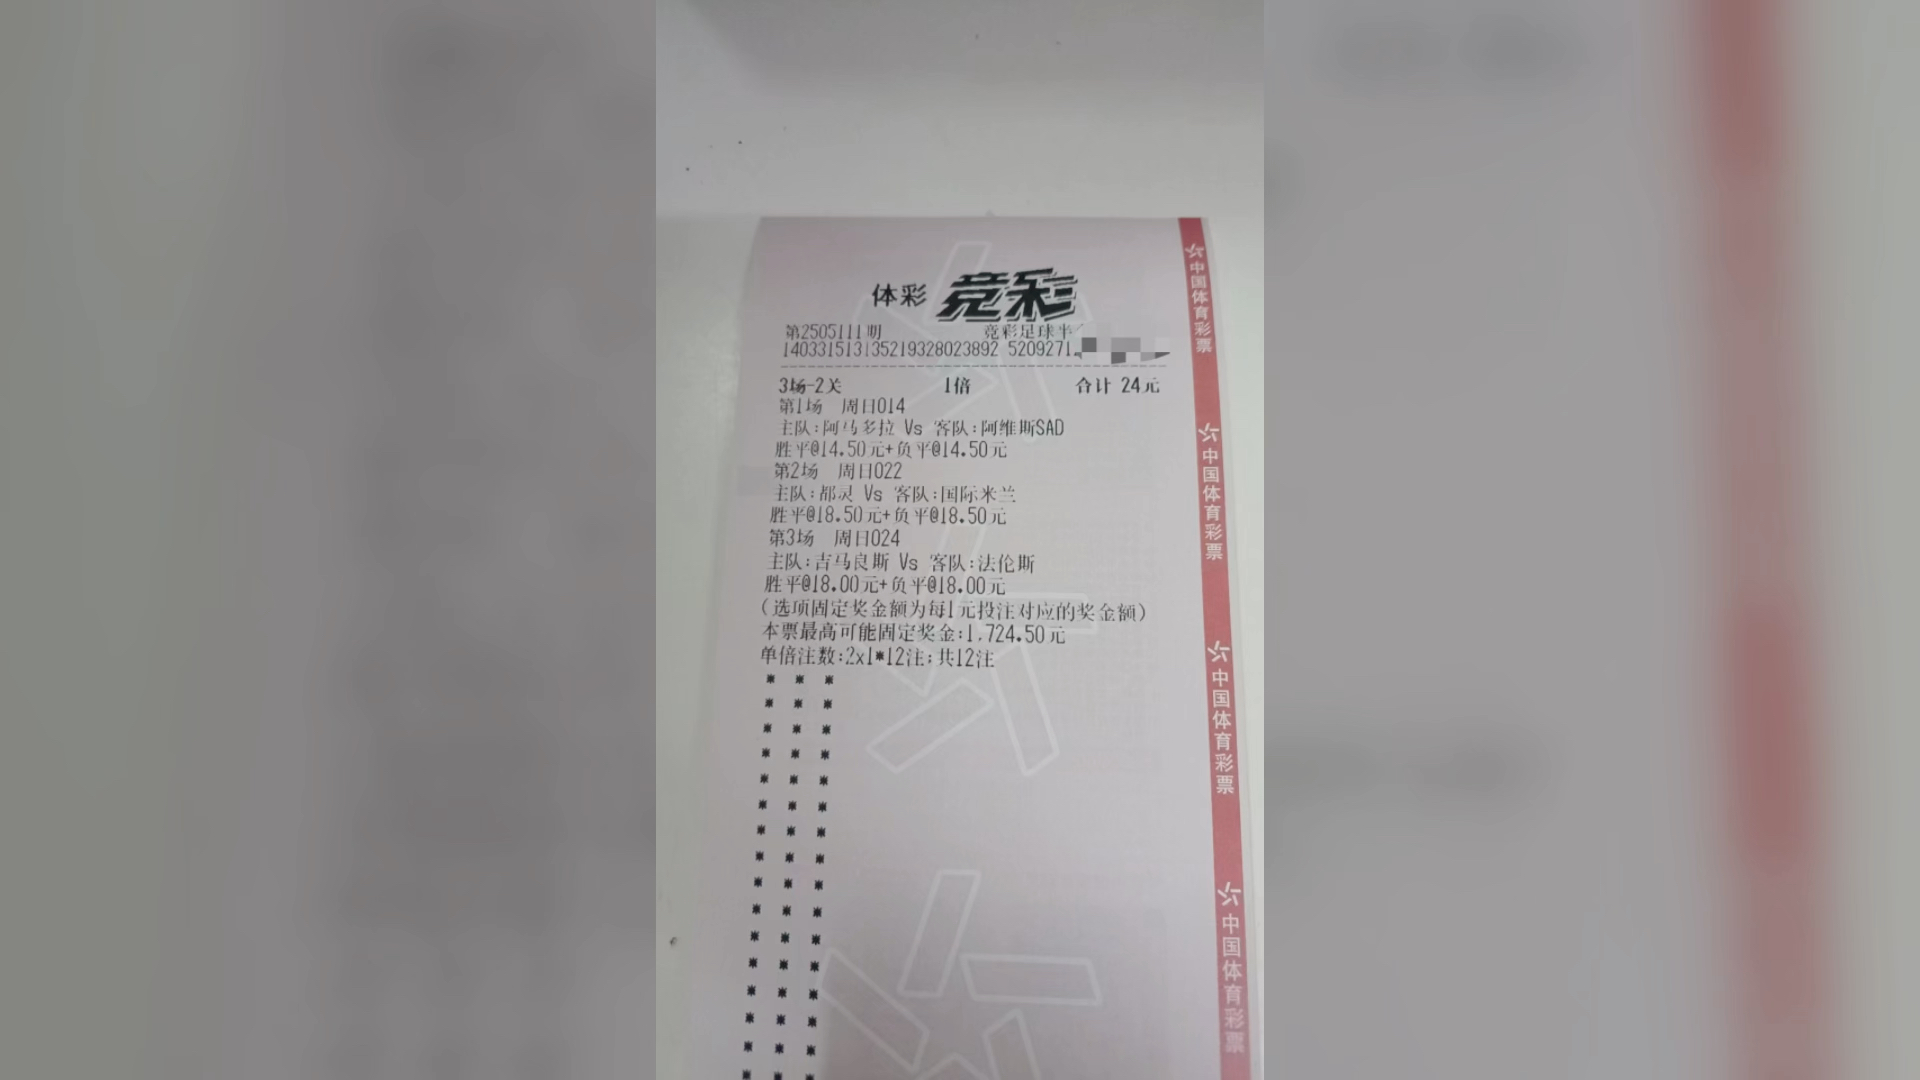 体彩 竞彩
第2505111期 竞彩足球半
140331513135219328023892 5209271
3场-2关 1倍 合计 24元
第1场 周日014
主队:阿马多拉 Vs 客队:阿维斯SAD
胜平@14.50元+负平@14.50元
第2场 周日022
主队:都灵 Vs 客队:国际米兰
胜平@18.50元+负平@18.50元
第3场 周日024
主队:吉马良斯 Vs 客队:法伦斯
胜平@18.00元+负平@18.00元
(选项固定奖金额为每1元投注对应的奖金额)
本票最高可能固定奖金:1,724.50元
单倍注数:2x1*12注;共12注
中国体育彩票
中国体育彩票
中国体育彩票
中国体育彩票